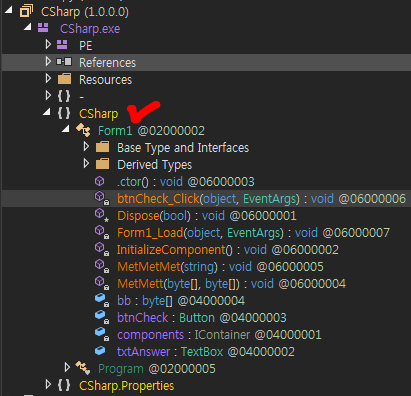 CSharp (1.0.0.0)
CSharp.exe
PE
References
Resources
{ } -
{ } CSharp
Form1 @02000002
Base Type and Interfaces
Derived Types
.ctor() : void @06000003
btnCheck_Click(object, EventArgs) : void @06000006
Dispose(bool) : void @06000001
Form1_Load(object, EventArgs) : void @06000007
InitializeComponent() : void @06000002
MetMetMet(string) : void @06000005
MetMett(byte[], byte[]) : void @06000004
bb : byte[] @04000004
btnCheck : Button @04000003
components : IContainer @04000001
txtAnswer : TextBox @04000002
Program @02000005
{ } CSharp.Properties